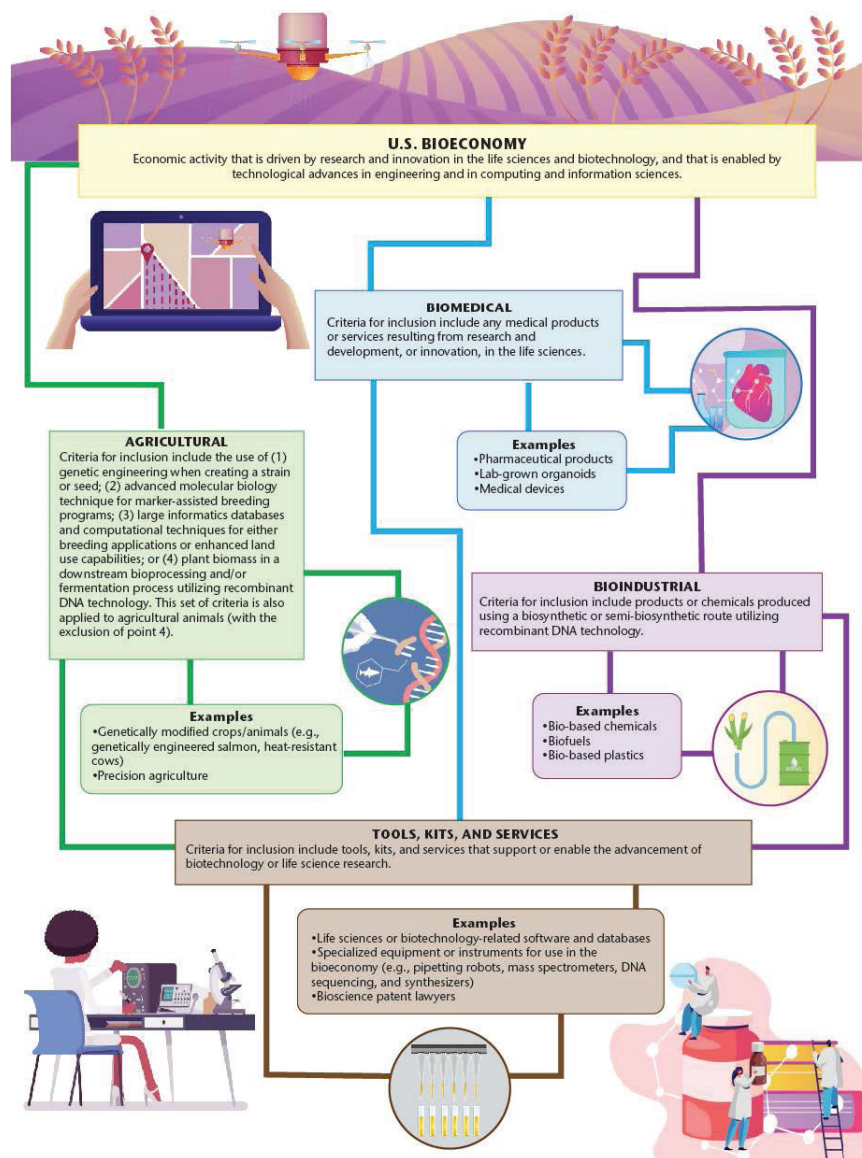 U.S. BIOECONOMY
Economic activity that is driven by research and innovation in the life sciences and biotechnology, and that is enabled by
technological advances in engineering and in computing and information sciences.
BIOMEDICAL
Criteria for inclusion include any medical products
or services resulting from research and
development, or innovation, in the life sciences.
Examples
•Pharmaceutical products
•Lab-grown organoids
•Medical devices
AGRICULTURAL
Criteria for inclusion include the use of (1)
genetic engineering when creating a strain
or seed; (2) advanced molecular biology
technique for marker-assisted breeding
programs; (3) large informatics databases
and computational techniques for either
breeding applications or enhanced land
use capabilities; or (4) plant biomass in a
downstream bioprocessing and/or
fermentation process utilizing recombinant
DNA technology. This set of criteria is also
applied to agricultural animals (with the
exclusion of point 4).
Examples
•Genetically modified crops/animals (e.g.,
genetically engineered salmon, heat-resistant
cows)
•Precision agriculture
BIOINDUSTRIAL
Criteria for inclusion include products or chemicals produced
using a biosynthetic or semi-biosynthetic route utilizing
recombinant DNA technology.
Examples
•Bio-based chemicals
•Biofuels
•Bio-based plastics
TOOLS, KITS, AND SERVICES
Criteria for inclusion include tools, kits, and services that support or enable the advancement of
biotechnology or life science research.
Examples
•Life sciences or biotechnology-related software and databases
•Specialized equipment or instruments for use in the
bioeconomy (e.g., pipetting robots, mass spectrometers, DNA
sequencing, and synthesizers)
•Bioscience patent lawyers